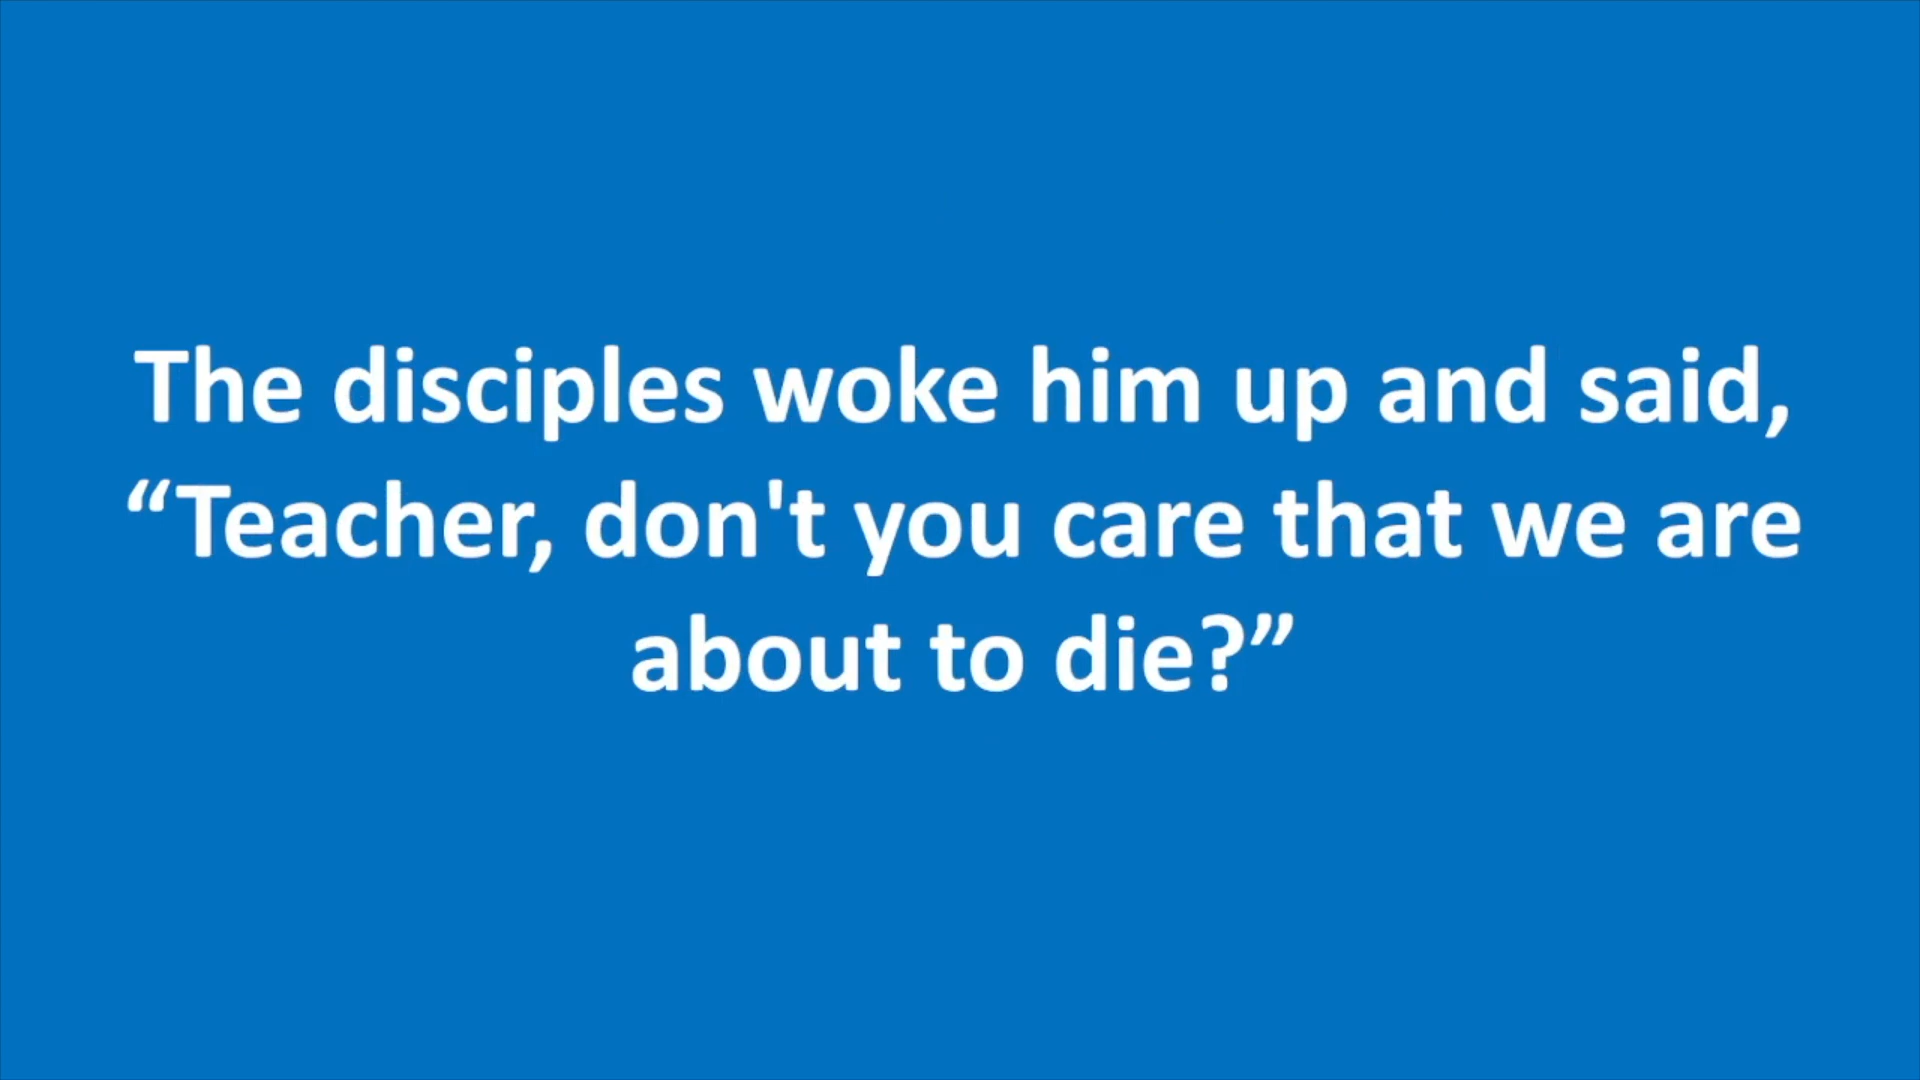 The disciples woke him up and said,
“Teacher, don't you care that we are
about to die?”